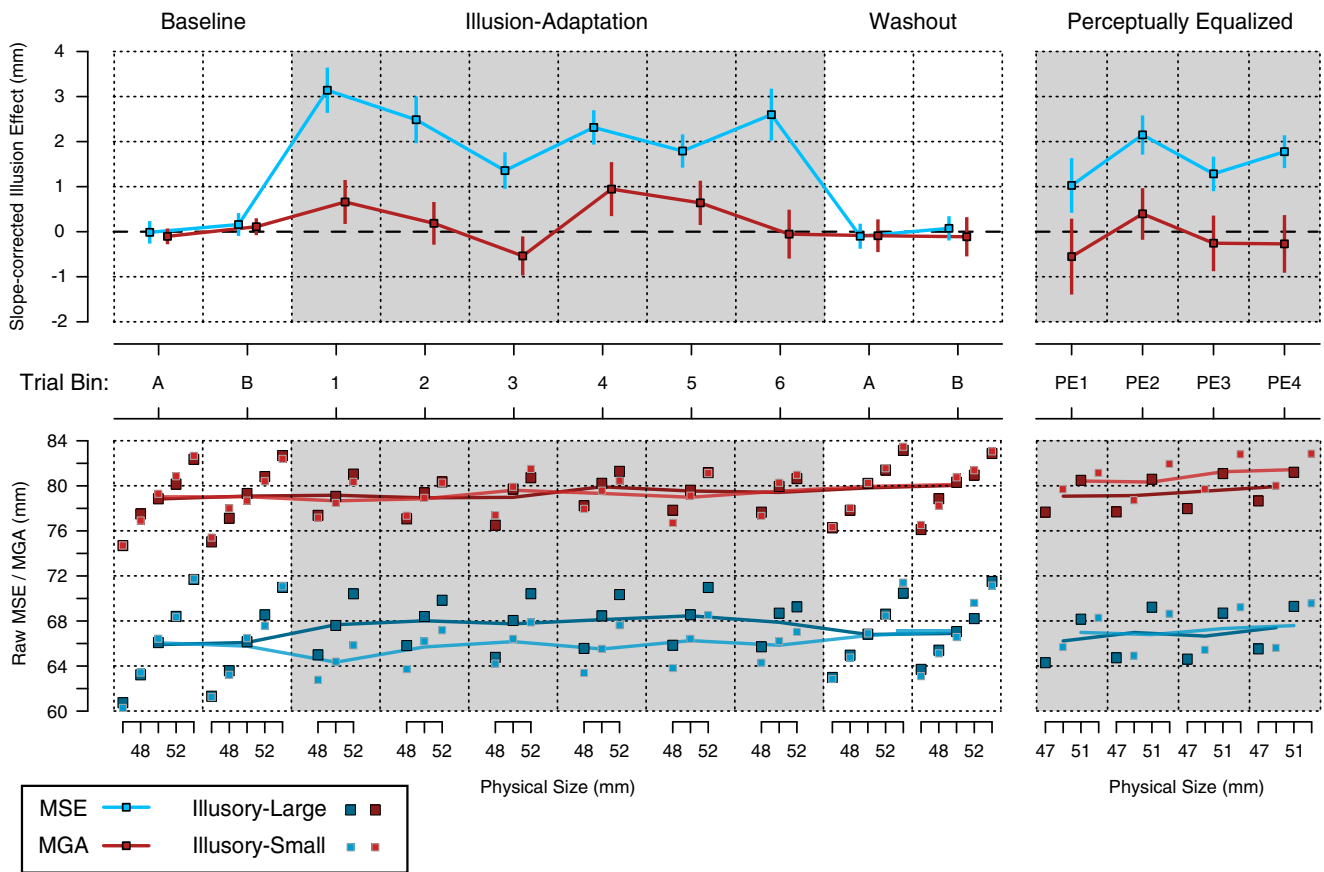 Baseline Illusion-Adaptation Washout Perceptually Equalized
Slope-corrected Illusion Effect (mm)
4
3
2
1
0
-1
-2
Trial Bin: A B 1 2 3 4 5 6 A B PE1 PE2 PE3 PE4
Raw MSE / MGA (mm)
84
80
76
72
68
64
60
48 52 48 52 48 52 48 52 48 52 48 52 48 52 48 52 48 52 48 52 47 51 47 51 47 51 47 51
Physical Size (mm) Physical Size (mm)
MSE Illusory-Large
MGA Illusory-Small